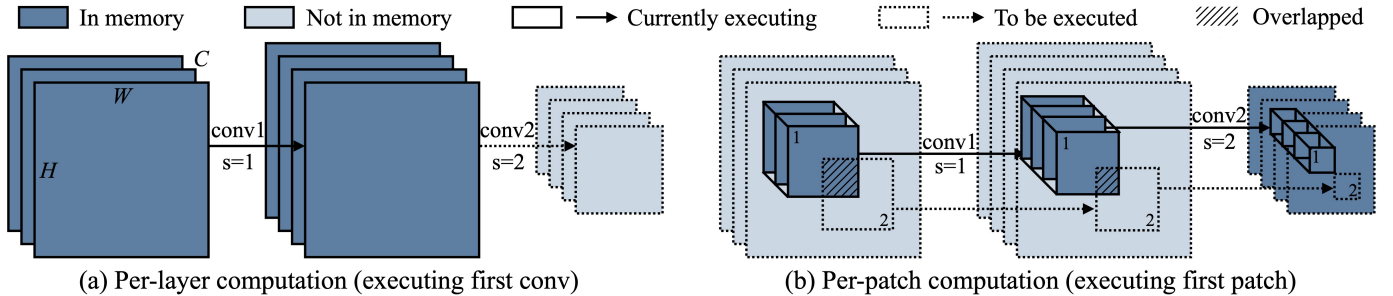 In memory
Not in memory
Currently executing
To be executed
Overlapped
C
W
H
conv1
s=1
conv2
s=2
1
2
conv1
s=1
1
2
conv2
s=2
1
2
(a) Per-layer computation (executing first conv)
(b) Per-patch computation (executing first patch)